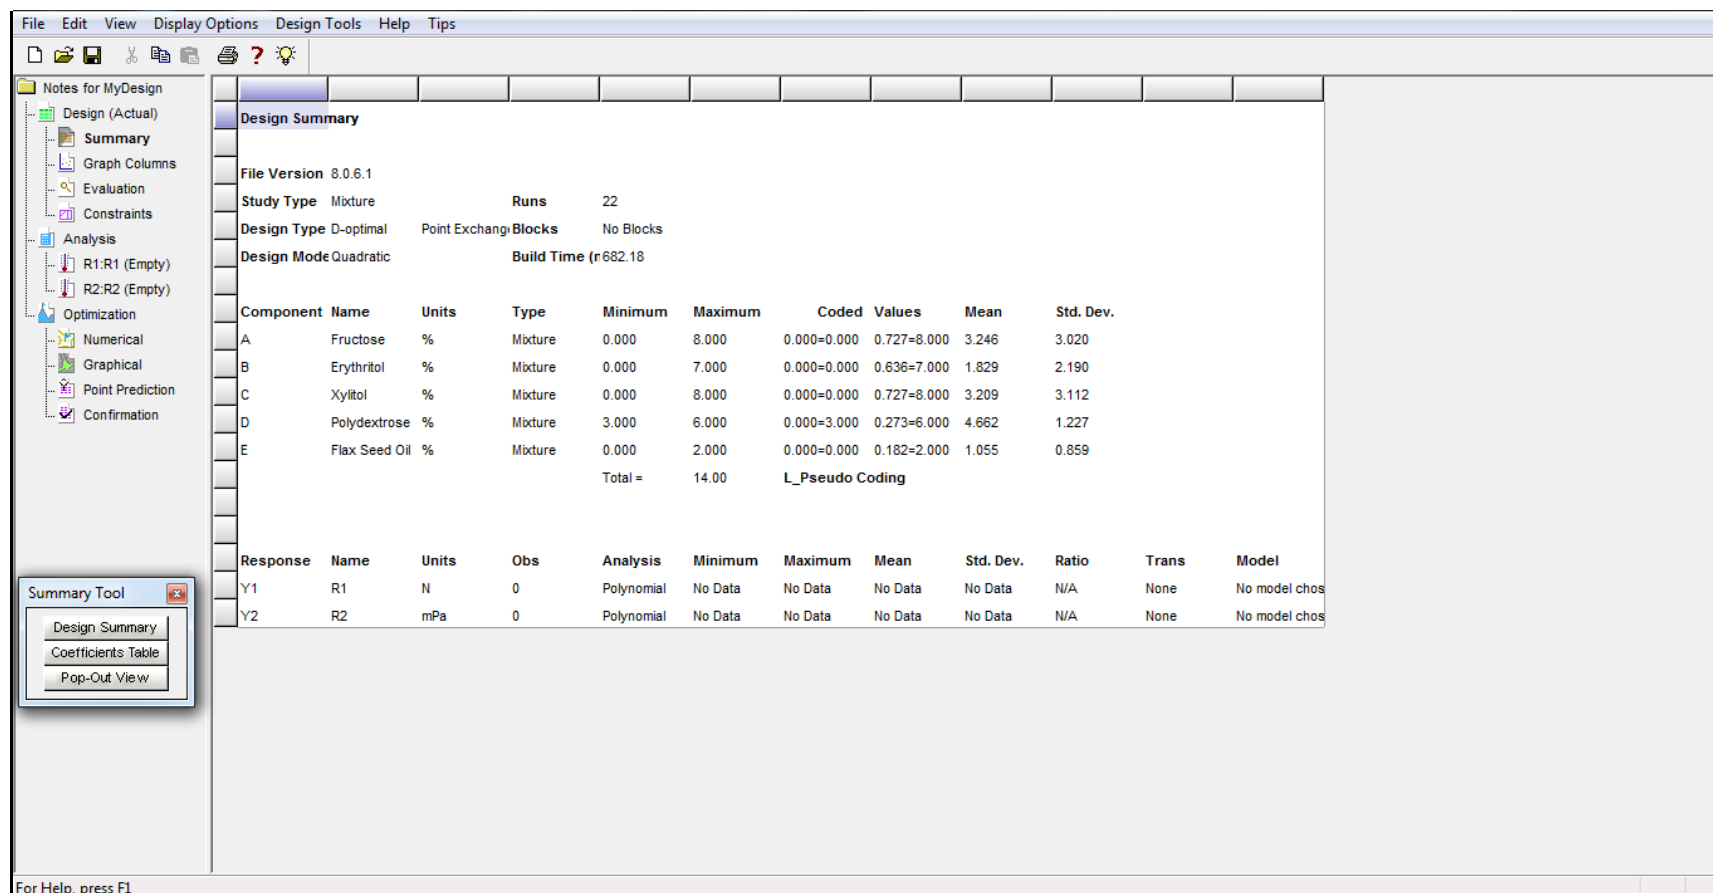 File Edit View Display Options Design Tools Help Tips
Notes for MyDesign
Design (Actual)
Summary
Graph Columns
Evaluation
Constraints
Analysis
R1:R1 (Empty)
R2:R2 (Empty)
Optimization
Numerical
Graphical
Point Prediction
Confirmation
Summary Tool
Design Summary
Coefficients Table
Pop-Out View
Design Summary
File Version 8.0.6.1
Study Type Mixture Runs 22
Design Type D-optimal Point Exchang Blocks No Blocks
Design Mode Quadratic Build Time (r 682.18
Component Name Units Type Minimum Maximum Coded Values Mean Std. Dev.
A Fructose % Mixture 0.000 8.000 0.000=0.000 0.727=8.000 3.246 3.020
B Erythritol % Mixture 0.000 7.000 0.000=0.000 0.636=7.000 1.829 2.190
C Xylitol % Mixture 0.000 8.000 0.000=0.000 0.727=8.000 3.209 3.112
D Polydextrose % Mixture 3.000 6.000 0.000=3.000 0.273=6.000 4.662 1.227
E Flax Seed Oil % Mixture 0.000 2.000 0.000=0.000 0.182=2.000 1.055 0.859
Total = 14.00 L_Pseudo Coding
Response Name Units Obs Analysis Minimum Maximum Mean Std. Dev. Ratio Trans Model
Y1 R1 N 0 Polynomial No Data No Data No Data No Data N/A None No model chos
Y2 R2 mPa 0 Polynomial No Data No Data No Data No Data N/A None No model chos
For Help, press F1